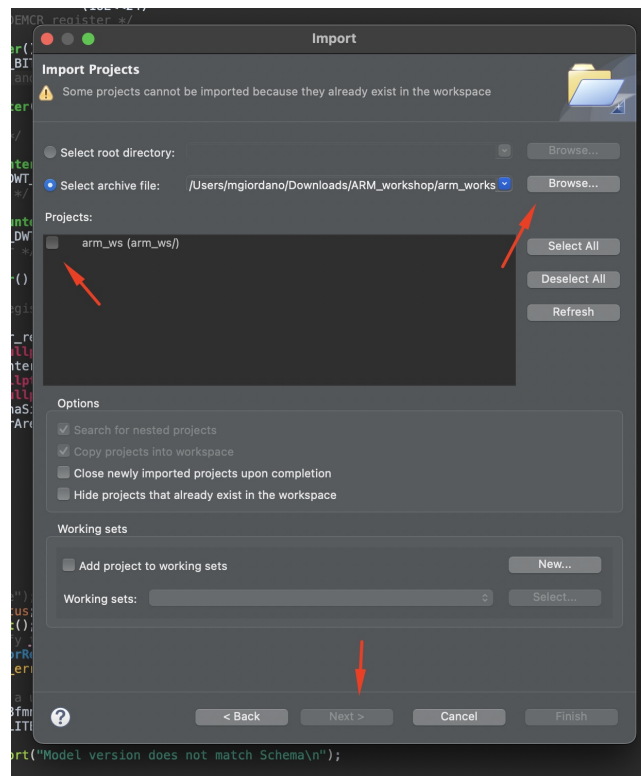 DEMCR register */
Import
Import Projects
Some projects cannot be imported because they already exist in the workspace
Select root directory:
Browse...
Select archive file:
/Users/mgiordano/Downloads/ARM_workshop/arm_works
Browse...
Projects:
arm_ws (arm_ws/)
Select All
Deselect All
Refresh
Options
Search for nested projects
Copy projects into workspace
Close newly imported projects upon completion
Hide projects that already exist in the workspace
Working sets
Add project to working sets
New...
Working sets:
Select...
?
< Back
Next >
Cancel
Finish
ort("Model version does not match Schema\n");